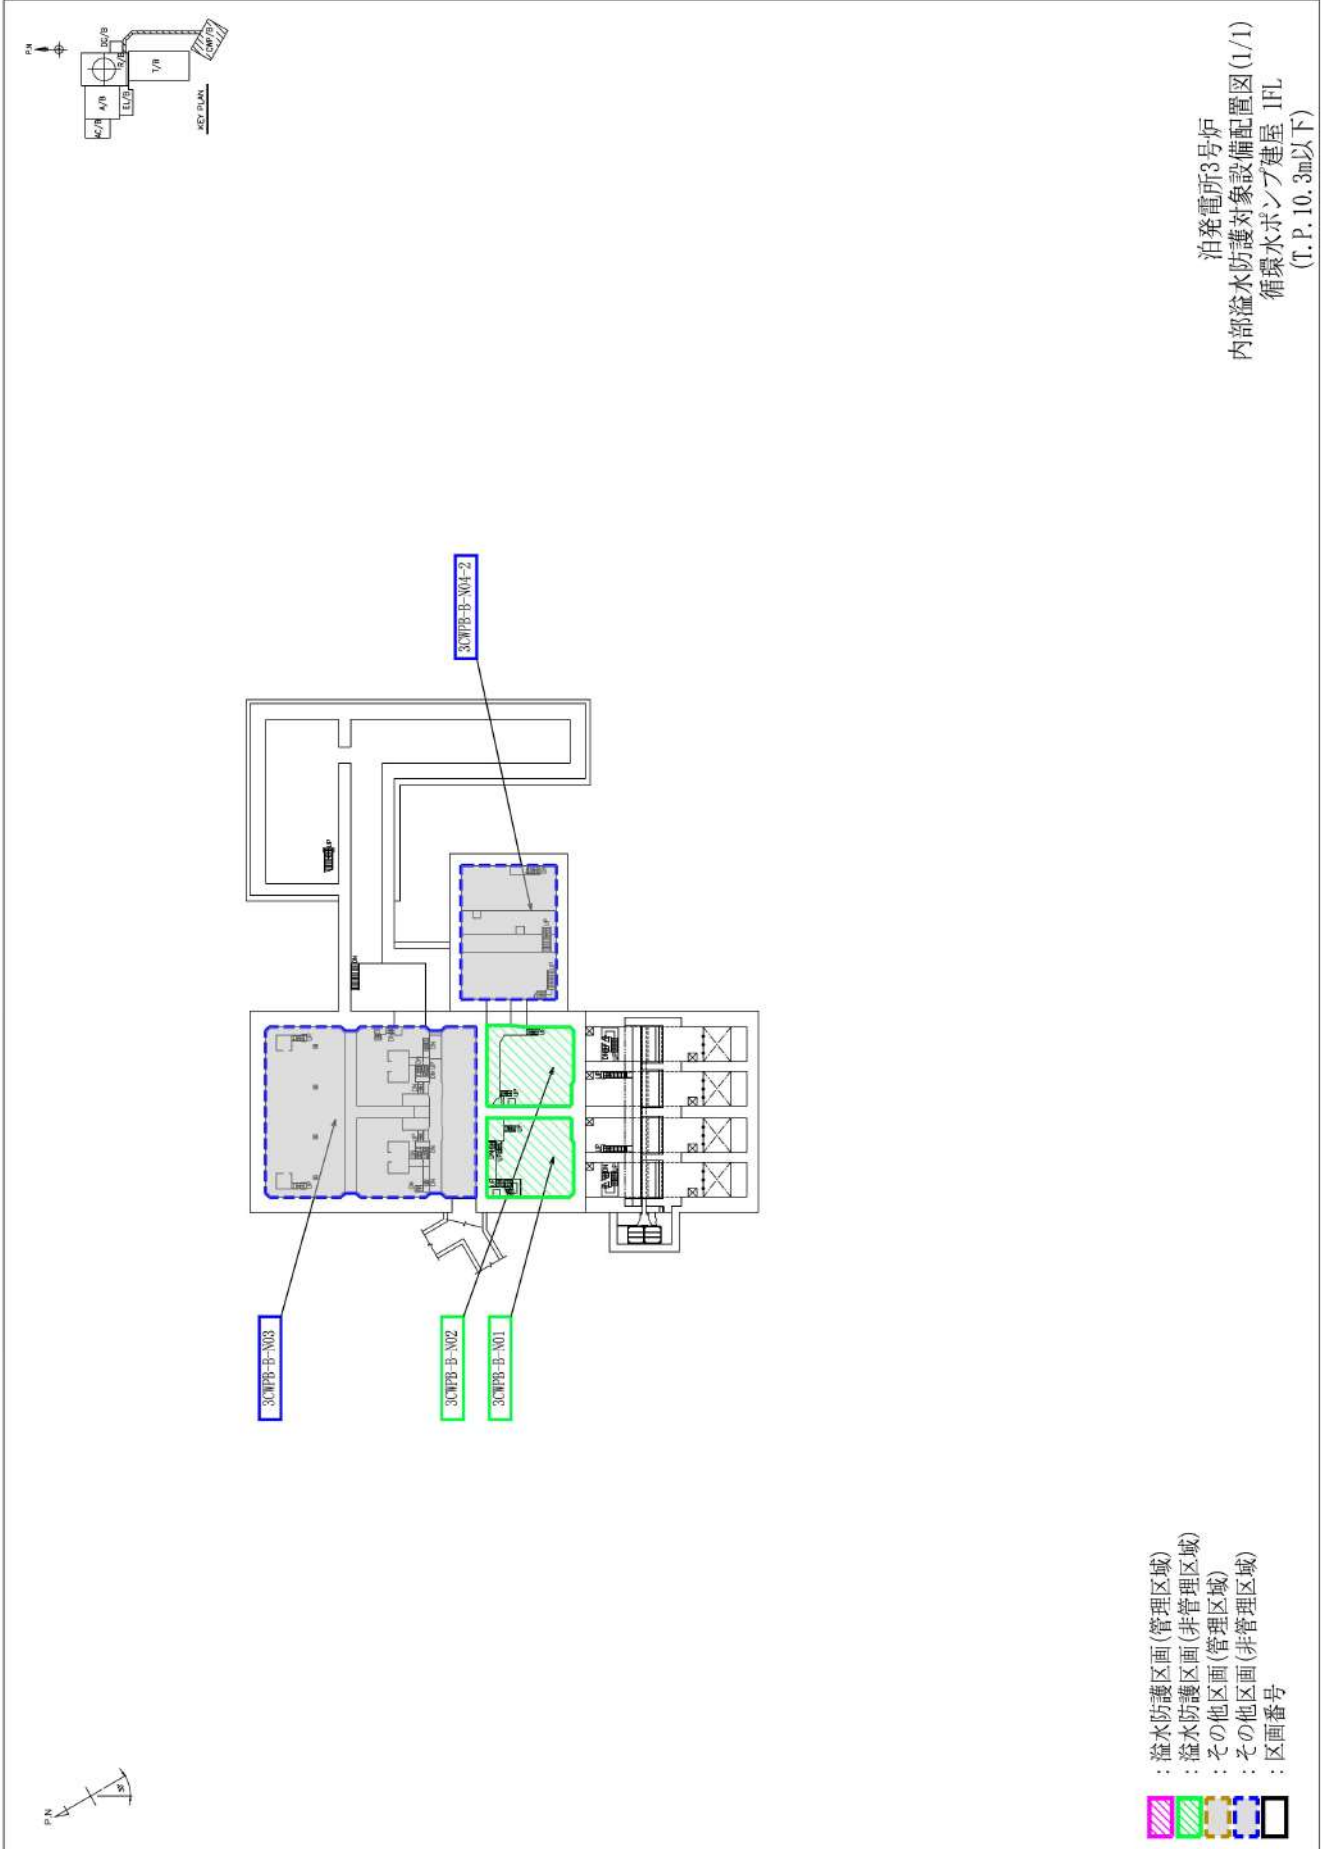 P.N
KEY PLAN
AC/B
A/B
EL/B
R/B
DG/B
T/B
CWP/B
P.N
3CWPB-B-N03
3CWPB-B-N02
3CWPB-B-N01
3CWPB-B-N04-2
：溢水防護区画(管理区域)
：溢水防護区画(非管理区域)
：その他区画(管理区域)
：その他区画(非管理区域)
：区画番号
泊発電所3号炉
内部溢水防護対象設備配置図(1/1)
循環水ポンプ建屋 1FL
(T.P.10.3m以下)